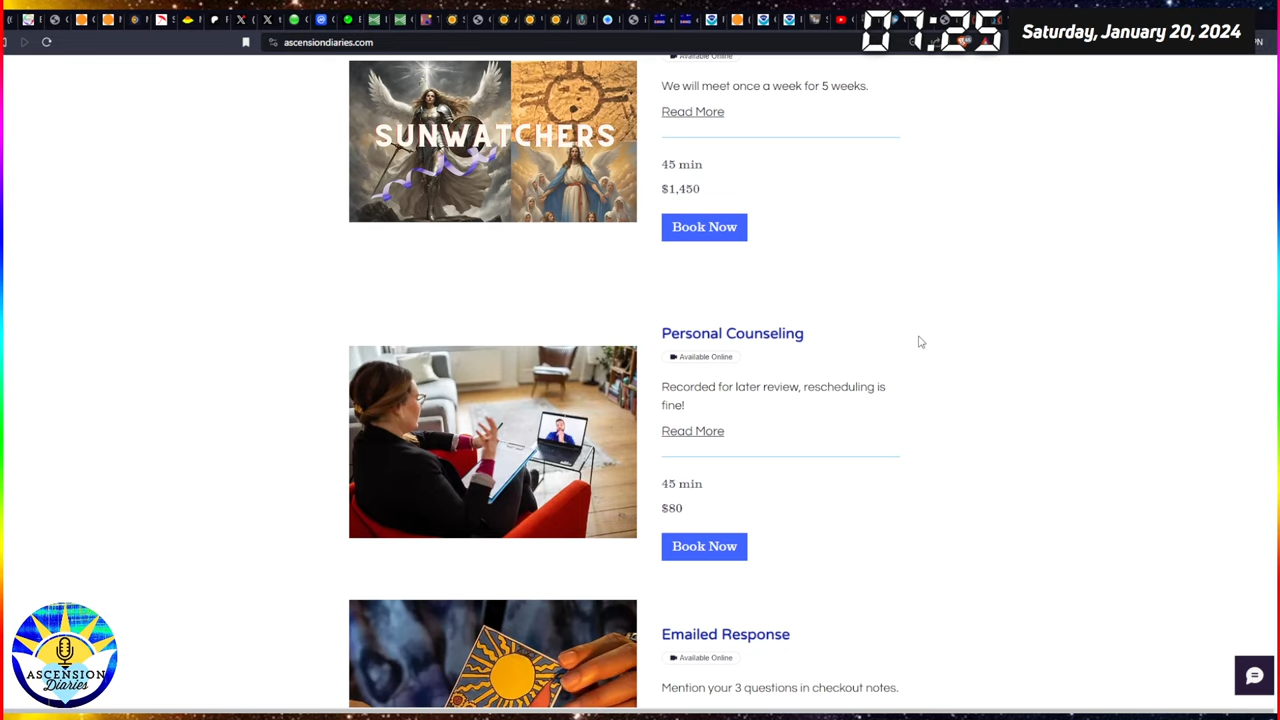 07:25
Saturday, January 20, 2024
ascensiondiaries.com
Available Online
We will meet once a week for 5 weeks.
Read More
SUNWATCHERS
45 min
$1,450
Book Now
Personal Counseling
Available Online
Recorded for later review, rescheduling is
fine!
Read More
45 min
$80
Book Now
Emailed Response
Available Online
Mention your 3 questions in checkout notes.
ASCENSION
Diaries